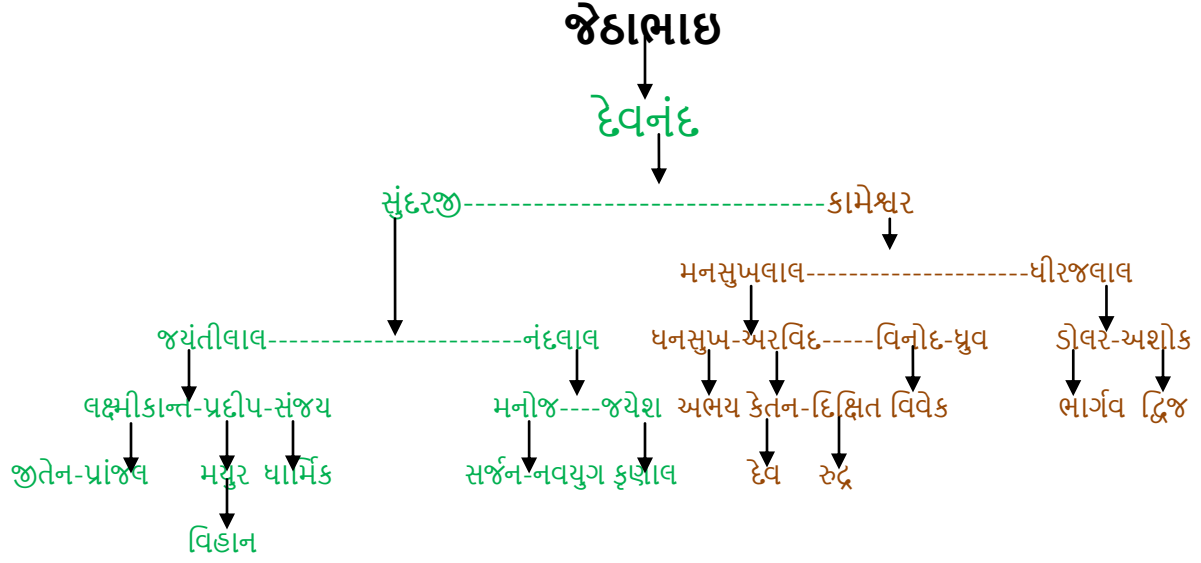 જેઠાભાઇ
દેવનંદ
સુંદરજી-------------------------------કામેશ્વર
મનસુખલાલ---------------------ધીરજલાલ
જયંતીલાલ------------------------નંદલાલ ધનસુખ-અરવિંદ-----વિનોદ-ધ્રુવ ડોલર-અશોક
લક્ષ્મીકાન્ત-પ્રદીપ-સંજય મનોજ----જયેશ અભય કેતન-દિક્ષિત વિવેક ભાર્ગવ દ્વિજ
જીતેન-પ્રાંજલ મયુર ધાર્મિક સર્જન-નવયુગ કૃણાલ દેવ રુદ્ર
વિહાન